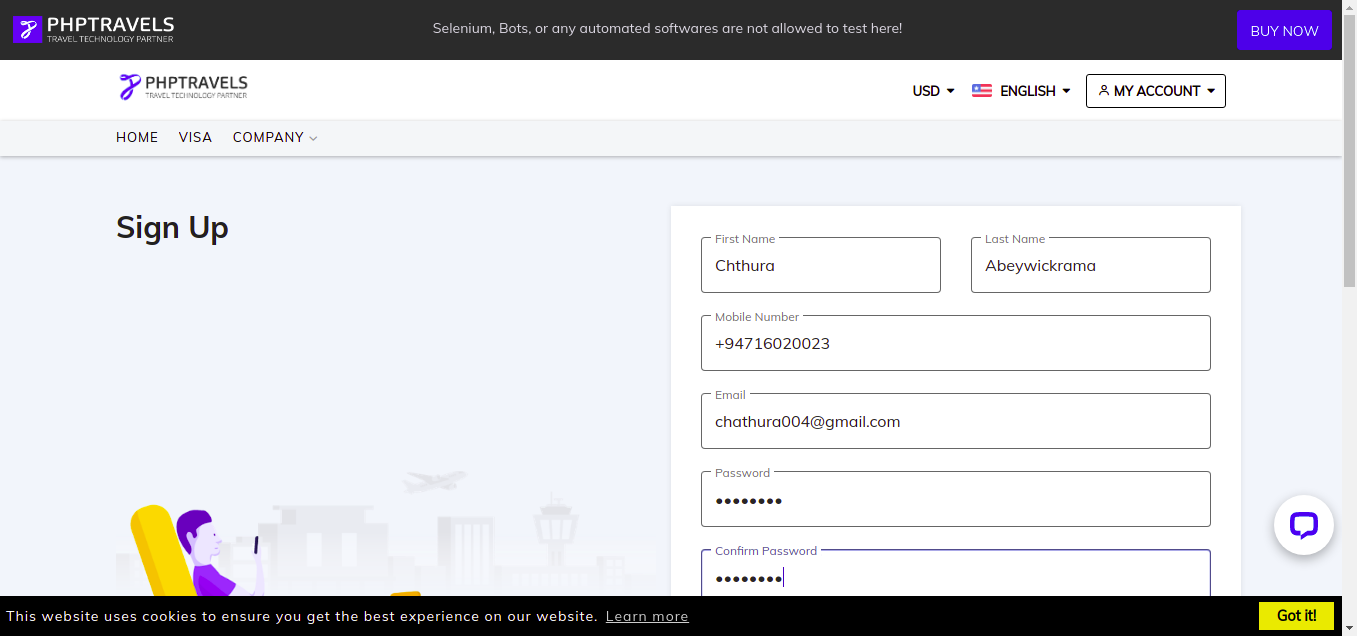 PHPTRAVELS
TRAVEL TECHNOLOGY PARTNER
Selenium, Bots, or any automated softwares are not allowed to test here!
BUY NOW
PHPTRAVELS
TRAVEL TECHNOLOGY PARTNER
USD
ENGLISH
MY ACCOUNT
HOME VISA COMPANY
Sign Up
First Name
Chthura
Last Name
Abeywickrama
Mobile Number
+94716020023
Email
chathura004@gmail.com
Password
••••••••
Confirm Password
••••••••
This website uses cookies to ensure you get the best experience on our website. Learn more
Got it!